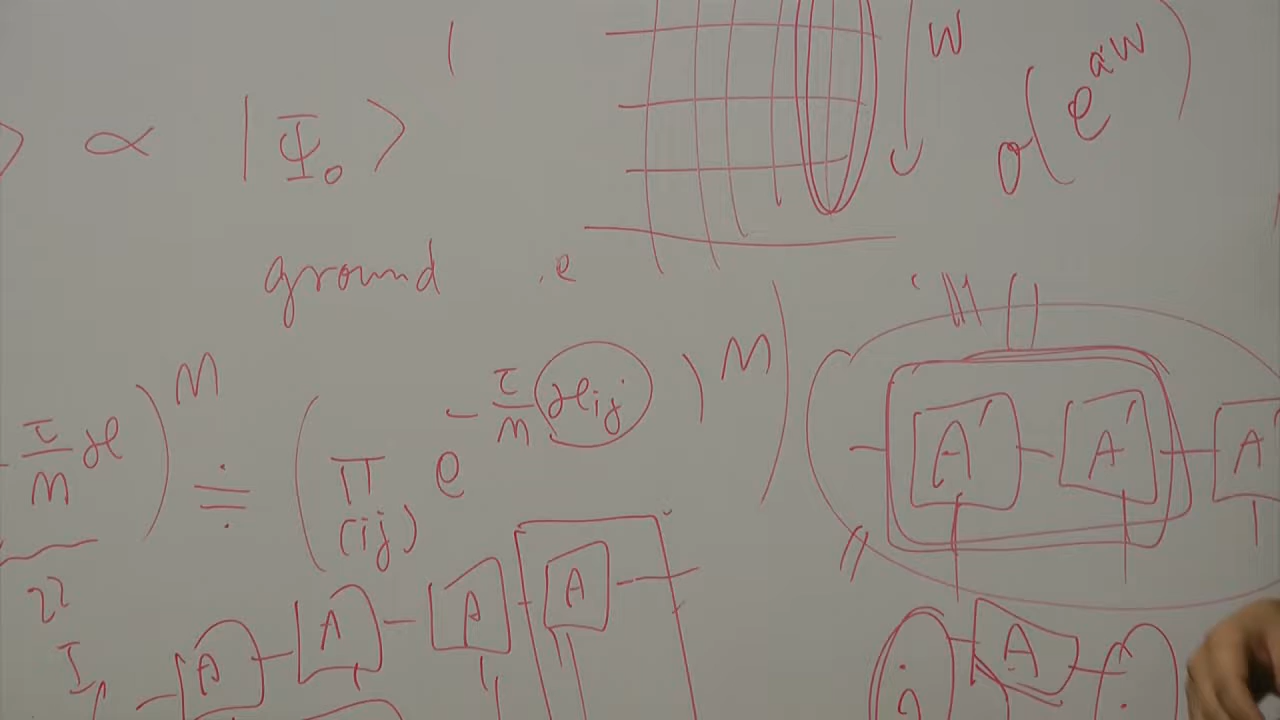 ⟩ ∝ |Ψ₀⟩
W
o(e^{aW})
ground
e
τ/M ℋ)^M ≐ (∏_{(ij)} e^{-τ/M ℋ_{ij}})^M)
A' A' A'
A A A A
A